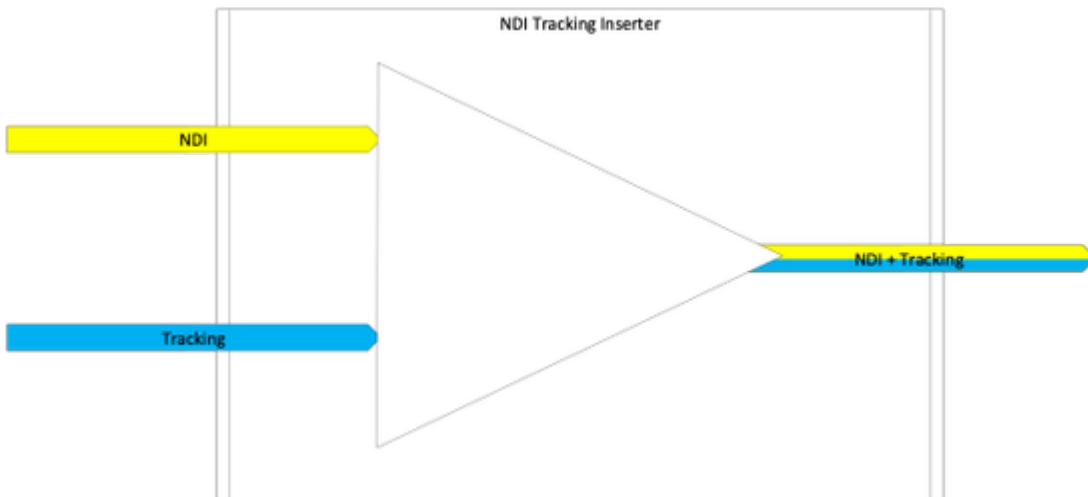 NDI Tracking Inserter
NDI
NDI + Tracking
Tracking